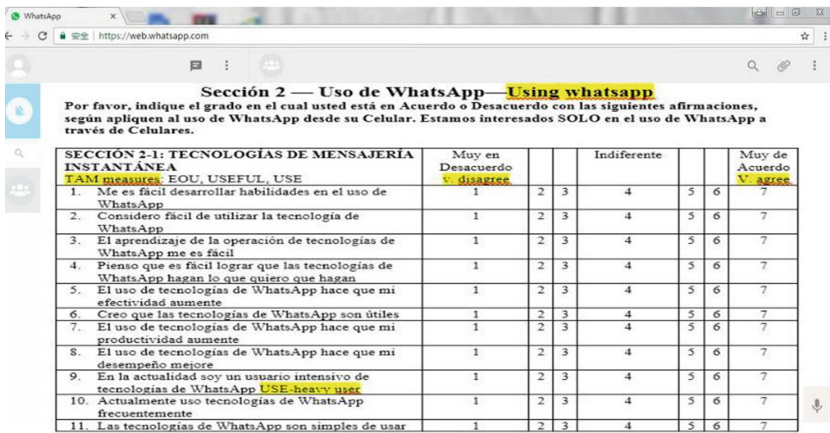 WhatsApp
安全 | https://web.whatsapp.com
Sección 2 — Uso de WhatsApp—Using whatsapp
Por favor, indique el grado en el cual usted está en Acuerdo o Desacuerdo con las siguientes afirmaciones,
según apliquen al uso de WhatsApp desde su Celular. Estamos interesados SOLO en el uso de WhatsApp a
través de Celulares.
SECCIÓN 2-1: TECNOLOGÍAS DE MENSAJERÍA
INSTANTÁNEA
TAM measures: EOU, USEFUL, USE
Muy en
Desacuerdo
v. disagree
Indiferente
Muy de
Acuerdo
V. agree
1. Me es fácil desarrollar habilidades en el uso de
WhatsApp
1 2 3 4 5 6 7
2. Considero fácil de utilizar la tecnología de
WhatsApp
1 2 3 4 5 6 7
3. El aprendizaje de la operación de tecnologías de
WhatsApp me es fácil
1 2 3 4 5 6 7
4. Pienso que es fácil lograr que las tecnologías de
WhatsApp hagan lo que quiero que hagan
1 2 3 4 5 6 7
5. El uso de tecnologías de WhatsApp hace que mi
efectividad aumente
1 2 3 4 5 6 7
6. Creo que las tecnologías de WhatsApp son útiles
1 2 3 4 5 6 7
7. El uso de tecnologías de WhatsApp hace que mi
productividad aumente
1 2 3 4 5 6 7
8. El uso de tecnologías de WhatsApp hace que mi
desempeño mejore
1 2 3 4 5 6 7
9. En la actualidad soy un usuario intensivo de
tecnologías de WhatsApp USE-heavy user
1 2 3 4 5 6 7
10. Actualmente uso tecnologías de WhatsApp
frecuentemente
1 2 3 4 5 6 7
11. Las tecnologías de WhatsApp son simples de usar
1 2 3 4 5 6 7